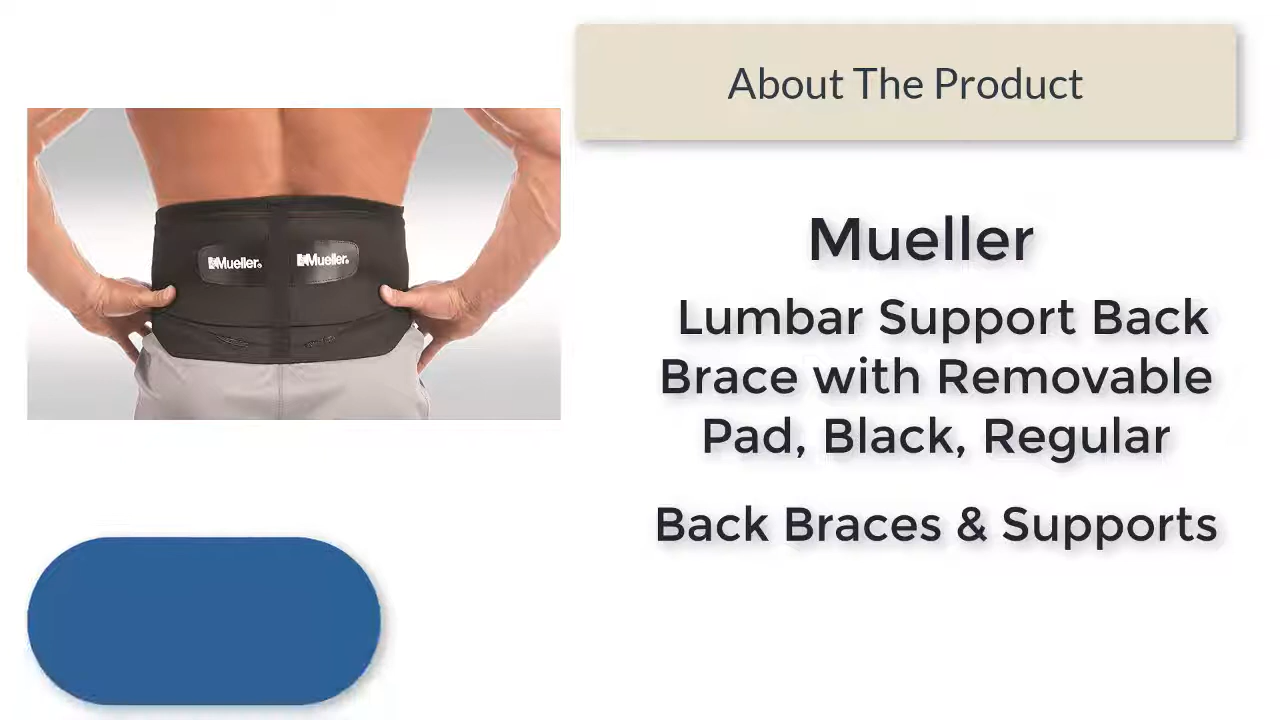 About The Product
Mueller
Lumbar Support Back
Brace with Removable
Pad, Black, Regular
Back Braces & Supports
Mueller® Mueller®